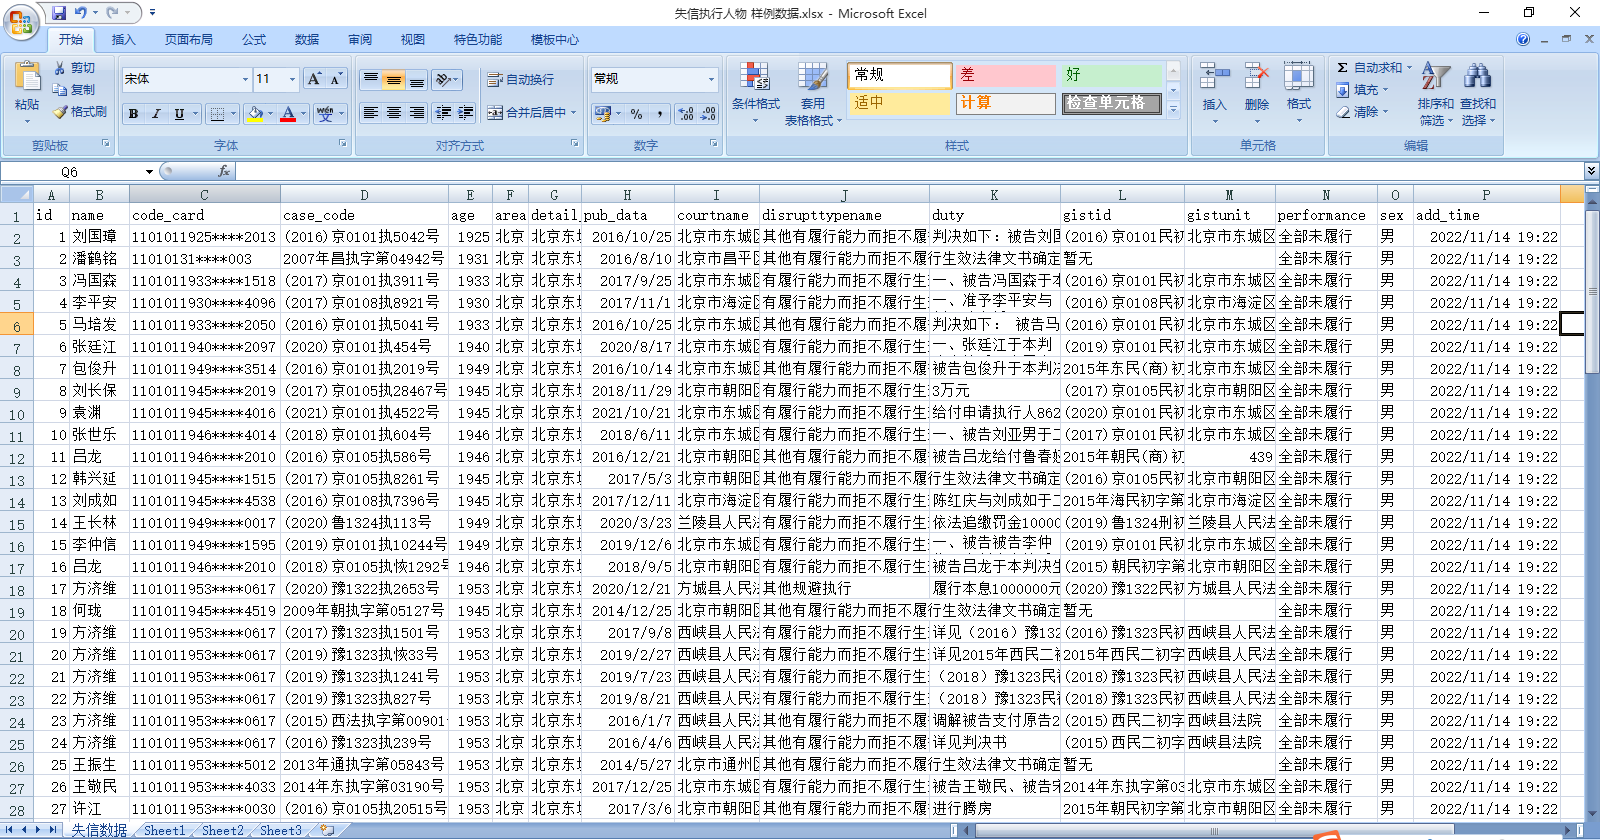 失信执行人物 样例数据.xlsx - Microsoft Excel
开始 插入 页面布局 公式 数据 审阅 视图 特色功能 模板中心
剪切
复制
格式刷
粘贴
剪贴板
宋体 11
B I U
字体
自动换行
合并后居中
对齐方式
常规
数字
条件格式 套用 表格格式
常规 差 好
适中 计算 检查单元格
样式
插入 删除 格式
单元格
Σ 自动求和
填充
清除
排序和 筛选 查找和 选择
编辑
Q6 fx
A B C D E F G H I J K L M N O P
1 id name code_card case_code age area detail_ pub_data courtname disrupttypename duty gistid gistunit performance sex add_time
2 1 刘国璋 1101011925****2013 (2016)京0101执5042号 1925 北京 北京东 2016/10/25 北京市东城区 其他有履行能力而拒不履行 判决如下：被告刘国 (2016)京0101民初 北京市东城区 全部未履行 男 2022/11/14 19:22
3 2 潘鹤铭 11010131****003 2007年昌执字第04942号 1931 北京 北京东 2016/8/10 北京市昌平区 其他有履行能力而拒不履行生效法律文书确定 暂无 全部未履行 男 2022/11/14 19:22
4 3 冯国森 1101011933****1518 (2017)京0101执3911号 1933 北京 北京东 2017/9/25 北京市东城区 有履行能力而拒不履行生 一、被告冯国森于本 (2016)京0101民初 北京市东城区 全部未履行 男 2022/11/14 19:22
5 4 李平安 1101011930****4096 (2017)京0108执8921号 1930 北京 北京东 2017/11/1 北京市海淀区 有履行能力而拒不履行生 一、准予李平安与 (2016)京0108民初 北京市海淀区 全部未履行 男 2022/11/14 19:22
6 5 马培发 1101011933****2050 (2016)京0101执5041号 1933 北京 北京东 2016/10/25 北京市东城区 其他有履行能力而拒不履行 判决如下： 被告马 (2016)京0101民初 北京市东城区 全部未履行 男 2022/11/14 19:22
7 6 张廷江 1101011940****2097 (2020)京0101执454号 1940 北京 北京东 2020/8/17 北京市东城区 有履行能力而拒不履行生 一、张廷江于本判 (2019)京0101民初 北京市东城区 全部未履行 男 2022/11/14 19:22
8 7 包俊升 1101011949****3514 (2016)京0101执2019号 1949 北京 北京东 2016/10/14 北京市东城区 其他有履行能力而拒不履行 被告包俊升于本判决 2015年东民(商)初 北京市东城区 全部未履行 男 2022/11/14 19:22
9 8 刘长保 1101011945****2019 (2017)京0105执28467号 1945 北京 北京东 2018/11/29 北京市朝阳区 有履行能力而拒不履行生 3万元 (2017)京0105民初 北京市朝阳区 全部未履行 男 2022/11/14 19:22
10 9 袁渊 1101011945****4016 (2021)京0101执4522号 1945 北京 北京东 2021/10/21 北京市东城区 有履行能力而拒不履行生 给付申请执行人862 (2020)京0101民初 北京市东城区 全部未履行 男 2022/11/14 19:22
11 10 张世乐 1101011946****4014 (2018)京0101执604号 1946 北京 北京东 2018/6/11 北京市东城区 有履行能力而拒不履行生 一、被告刘亚男于二 (2017)京0101民初 北京市东城区 全部未履行 男 2022/11/14 19:22
12 11 吕龙 1101011946****2010 (2016)京0105执586号 1946 北京 北京东 2016/12/21 北京市朝阳区 其他有履行能力而拒不履行 被告吕龙给付鲁春 2015年朝民(商)初 439 全部未履行 男 2022/11/14 19:22
13 12 韩兴延 1101011945****1515 (2017)京0105执8261号 1945 北京 北京东 2017/5/3 北京市朝阳区 其他有履行能力而拒不履行 生效法律文书确定 (2016)京0105民初 北京市朝阳区 全部未履行 男 2022/11/14 19:22
14 13 刘成如 1101011945****4538 (2016)京0108执7396号 1945 北京 北京东 2017/12/11 北京市海淀区 有履行能力而拒不履行生 陈红庆与刘成如于二 2015年海民初字第 北京市海淀区 全部未履行 男 2022/11/14 19:22
15 14 王长林 1101011949****0017 (2020)鲁1324执113号 1949 北京 北京东 2020/3/23 兰陵县人民法 有履行能力而拒不履行生 依法追缴罚金10000 (2019)鲁1324刑初 兰陵县人民法 全部未履行 男 2022/11/14 19:22
16 15 李仲信 1101011949****1595 (2019)京0101执10244号 1949 北京 北京东 2019/12/6 北京市东城区 有履行能力而拒不履行生 一、被告被告李仲 (2019)京0101民初 北京市东城区 全部未履行 男 2022/11/14 19:22
17 16 吕龙 1101011946****2010 (2018)京0105执恢1292号 1946 北京 北京东 2018/9/5 北京市朝阳区 有履行能力而拒不履行生 被告吕龙于本判决生 (2015)朝民初字第 北京市朝阳区 全部未履行 男 2022/11/14 19:22
18 17 方济维 1101011953****0617 (2020)豫1322执2653号 1953 北京 北京东 2020/12/21 方城县人民法 其他规避执行 履行本息1000000元 (2020)豫1322民初 方城县人民法 全部未履行 男 2022/11/14 19:22
19 18 何珑 1101011945****4519 2009年朝执字第05127号 1945 北京 北京东 2014/12/25 北京市朝阳区 其他有履行能力而拒不履行生效法律文书确定 暂无 全部未履行 男 2022/11/14 19:22
20 19 方济维 1101011953****0617 (2017)豫1323执1501号 1953 北京 北京东 2017/9/8 西峡县人民法 有履行能力而拒不履行生 详见（2016）豫132 (2016)豫1323民初 西峡县人民法 全部未履行 男 2022/11/14 19:22
21 20 方济维 1101011953****0617 (2019)豫1323执恢33号 1953 北京 北京东 2019/2/27 西峡县人民法 有履行能力而拒不履行生 详见2015年西民二初 2015年西民二初字 西峡县人民法 全部未履行 男 2022/11/14 19:22
22 21 方济维 1101011953****0617 (2019)豫1323执1241号 1953 北京 北京东 2019/7/23 西峡县人民法 有履行能力而拒不履行生 （2018）豫1323民初 (2018)豫1323民初 西峡县人民法 全部未履行 男 2022/11/14 19:22
23 22 方济维 1101011953****0617 (2019)豫1323执827号 1953 北京 北京东 2019/8/21 西峡县人民法 有履行能力而拒不履行生 （2018）豫1323民初 (2018)豫1323民初 西峡县人民法 全部未履行 男 2022/11/14 19:22
24 23 方济维 1101011953****0617 (2015)西法执字第00901 1953 北京 北京东 2016/1/7 西峡县人民法 其他有履行能力而拒不履行 调解被告支付原告2 (2015)西民二初字 西峡县法院 全部未履行 男 2022/11/14 19:22
25 24 方济维 1101011953****0617 (2016)豫1323执239号 1953 北京 北京东 2016/4/6 西峡县人民法 其他有履行能力而拒不履行 详见判决书 (2015)西民二初字 西峡县法院 全部未履行 男 2022/11/14 19:22
26 25 王振生 1101011953****5012 2013年通执字第05843号 1953 北京 北京东 2014/5/27 北京市通州区 其他有履行能力而拒不履行生效法律文书确定 暂无 全部未履行 男 2022/11/14 19:22
27 26 王敬民 1101011953****4033 2014年东执字第03190号 1953 北京 北京东 2017/12/25 北京市东城区 其他有履行能力而拒不履行 被告王敬民、被告宋 2014年东执字第03 北京市东城区 全部未履行 男 2022/11/14 19:22
28 27 许江 1101011953****0030 (2016)京0105执20515号 1953 北京 北京东 2017/3/6 北京市朝阳区 其他有履行能力而拒不履行 进行腾房 2015年朝民初字第 北京市朝阳区 全部未履行 男 2022/11/14 19:22
失信数据 Sheet1 Sheet2 Sheet3